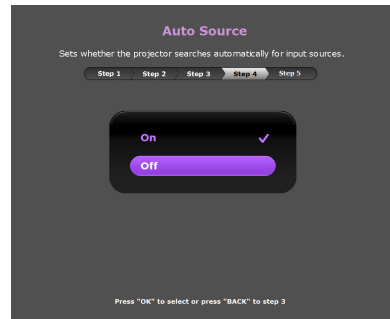 Auto Source
Sets whether the projector searches automatically for input sources.
Step 1 Step 2 Step 3 Step 4 Step 5
On
Off
Press "OK" to select or press "BACK" to step 3